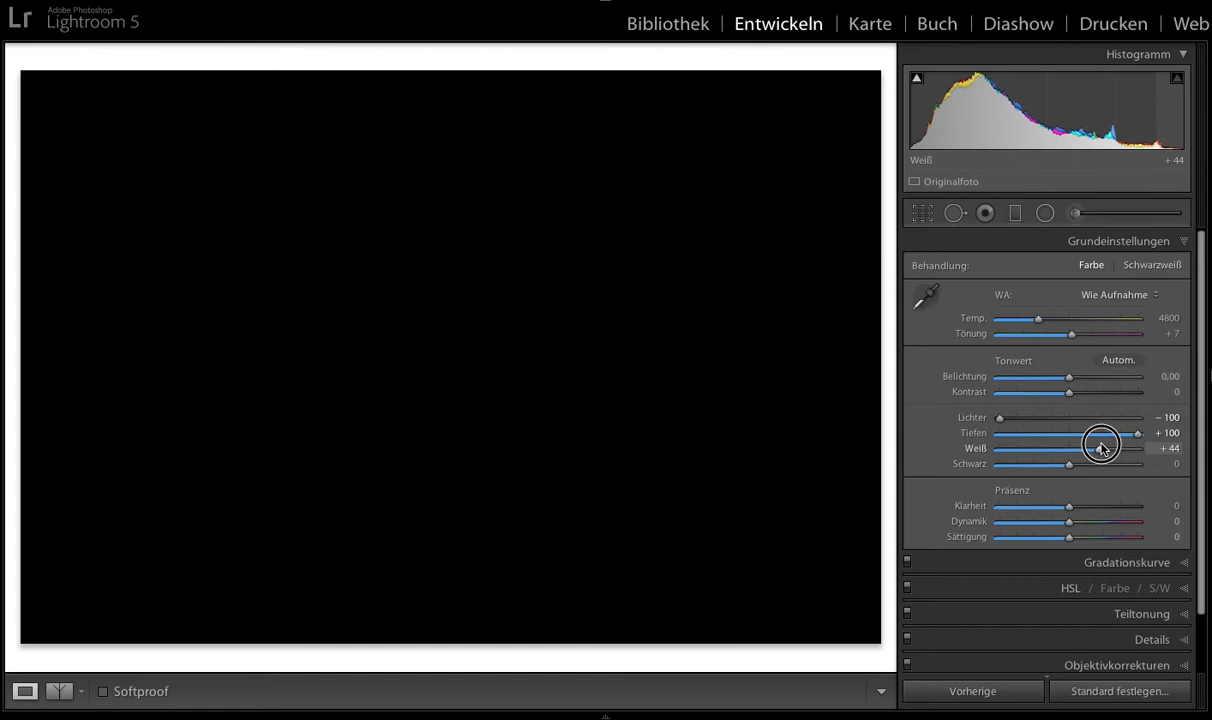 Lr
Adobe Photoshop
Lightroom 5
Bibliothek | Entwickeln | Karte | Buch | Diashow | Drucken | Web
Histogramm
Weiß + 44
Originalfoto
Grundeinstellungen
Behandlung: Farbe Schwarzweiß
WA: Wie Aufnahme
Temp. 4800
Tönung + 7
Tonwert Autom.
Belichtung 0,00
Kontrast 0
Lichter − 100
Tiefen + 100
Weiß + 44
Schwarz 0
Präsenz
Klarheit 0
Dynamik 0
Sättigung 0
Gradationskurve
HSL / Farbe / S/W
Teiltonung
Details
Objektivkorrekturen
Softproof
Vorherige Standard festlegen...